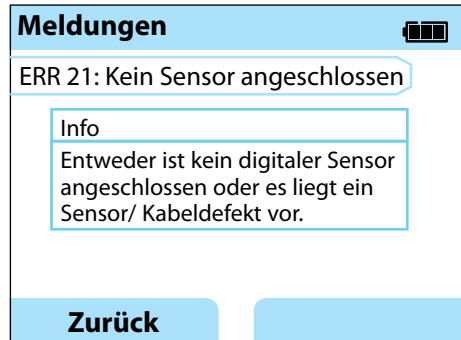 Meldungen
ERR 21: Kein Sensor angeschlossen
Info
Entweder ist kein digitaler Sensor
angeschlossen oder es liegt ein
Sensor/ Kabeldefekt vor.
Zurück